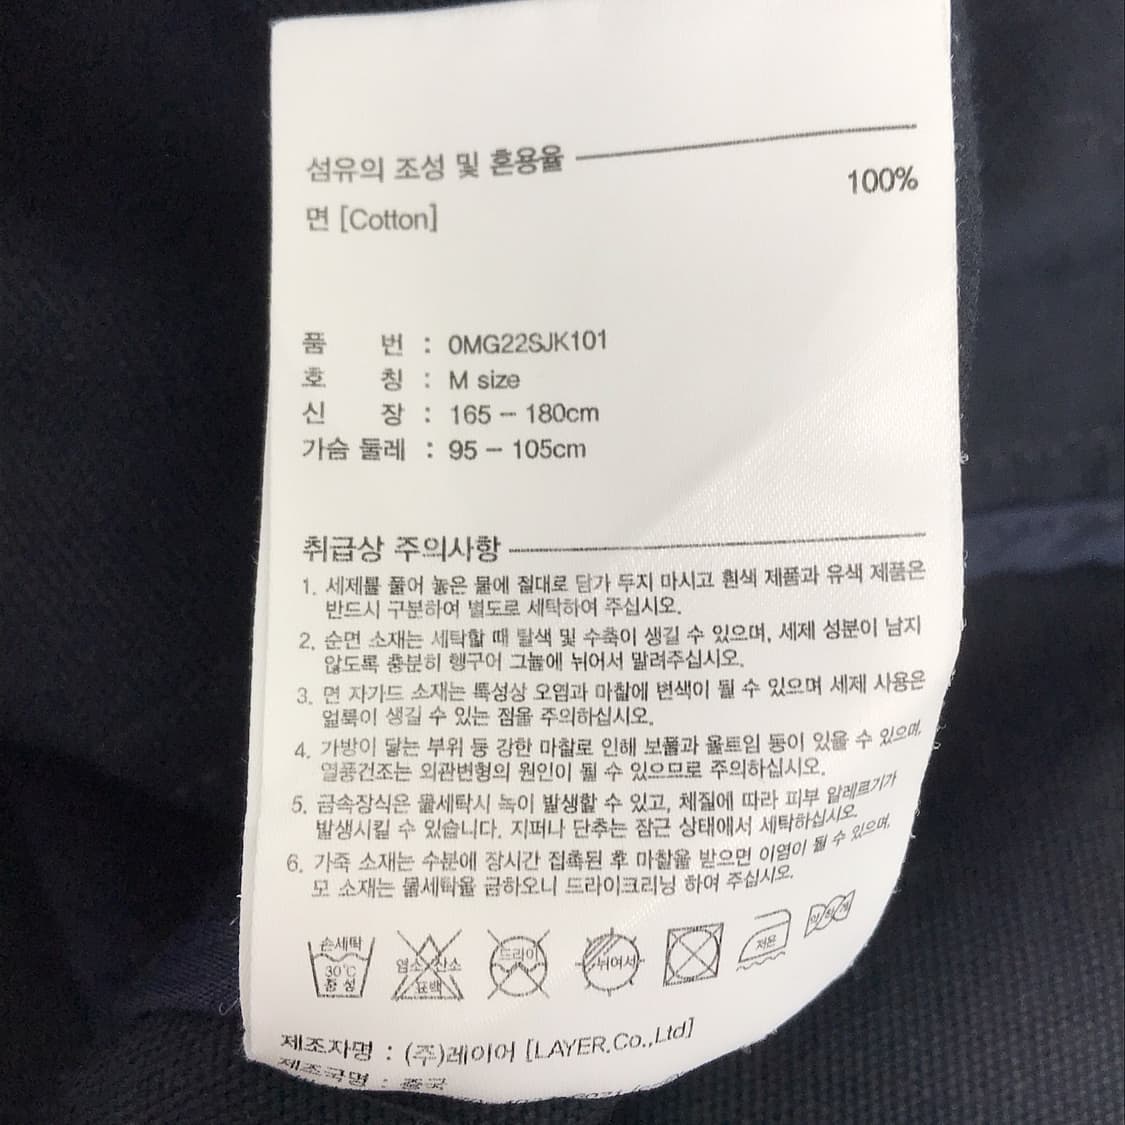 섬유의 조성 및 혼용율
100%
면 [Cotton]
품 번 : 0MG22SJK101
호 칭 : M size
신 장 : 165 - 180cm
가슴 둘레 : 95 - 105cm
취급상 주의사항
1. 세제를 풀어 놓은 물에 절대로 담가 두지 마시고 흰색 제품과 유색 제품은
반드시 구분하여 별도로 세탁하여 주십시오.
2. 순면 소재는 세탁할 때 탈색 및 수축이 생길 수 있으며, 세제 성분이 남지
않도록 충분히 행구어 그늘에 뉘어서 말려주십시오.
3. 면 자가드 소재는 특성상 오염과 마찰에 변색이 될 수 있으며 세제 사용은
얼룩이 생길 수 있는 점을 주의하십시오.
4. 가방이 닿는 부위 등 강한 마찰로 인해 보풀과 올트임 등이 있을 수 있으며,
열풍건조는 외관변형의 원인이 될 수 있으므로 주의하십시오.
5. 금속장식은 물세탁시 녹이 발생할 수 있고, 체질에 따라 피부 알레르기가
발생시킬 수 있습니다. 지퍼나 단추는 잠근 상태에서 세탁하십시오.
6. 가죽 소재는 수분에 장시간 접촉된 후 마찰을 받으면 이염이 될 수 있으며,
모 소재는 물세탁을 금하오니 드라이크리닝 하여 주십시오.
손세탁
30℃
중성
염소 산소
표백
드라이
뉘어서
저온
약하게
제조자명 : (주)레이어 [LAYER.Co.,Ltd]
제조국명 : 중국